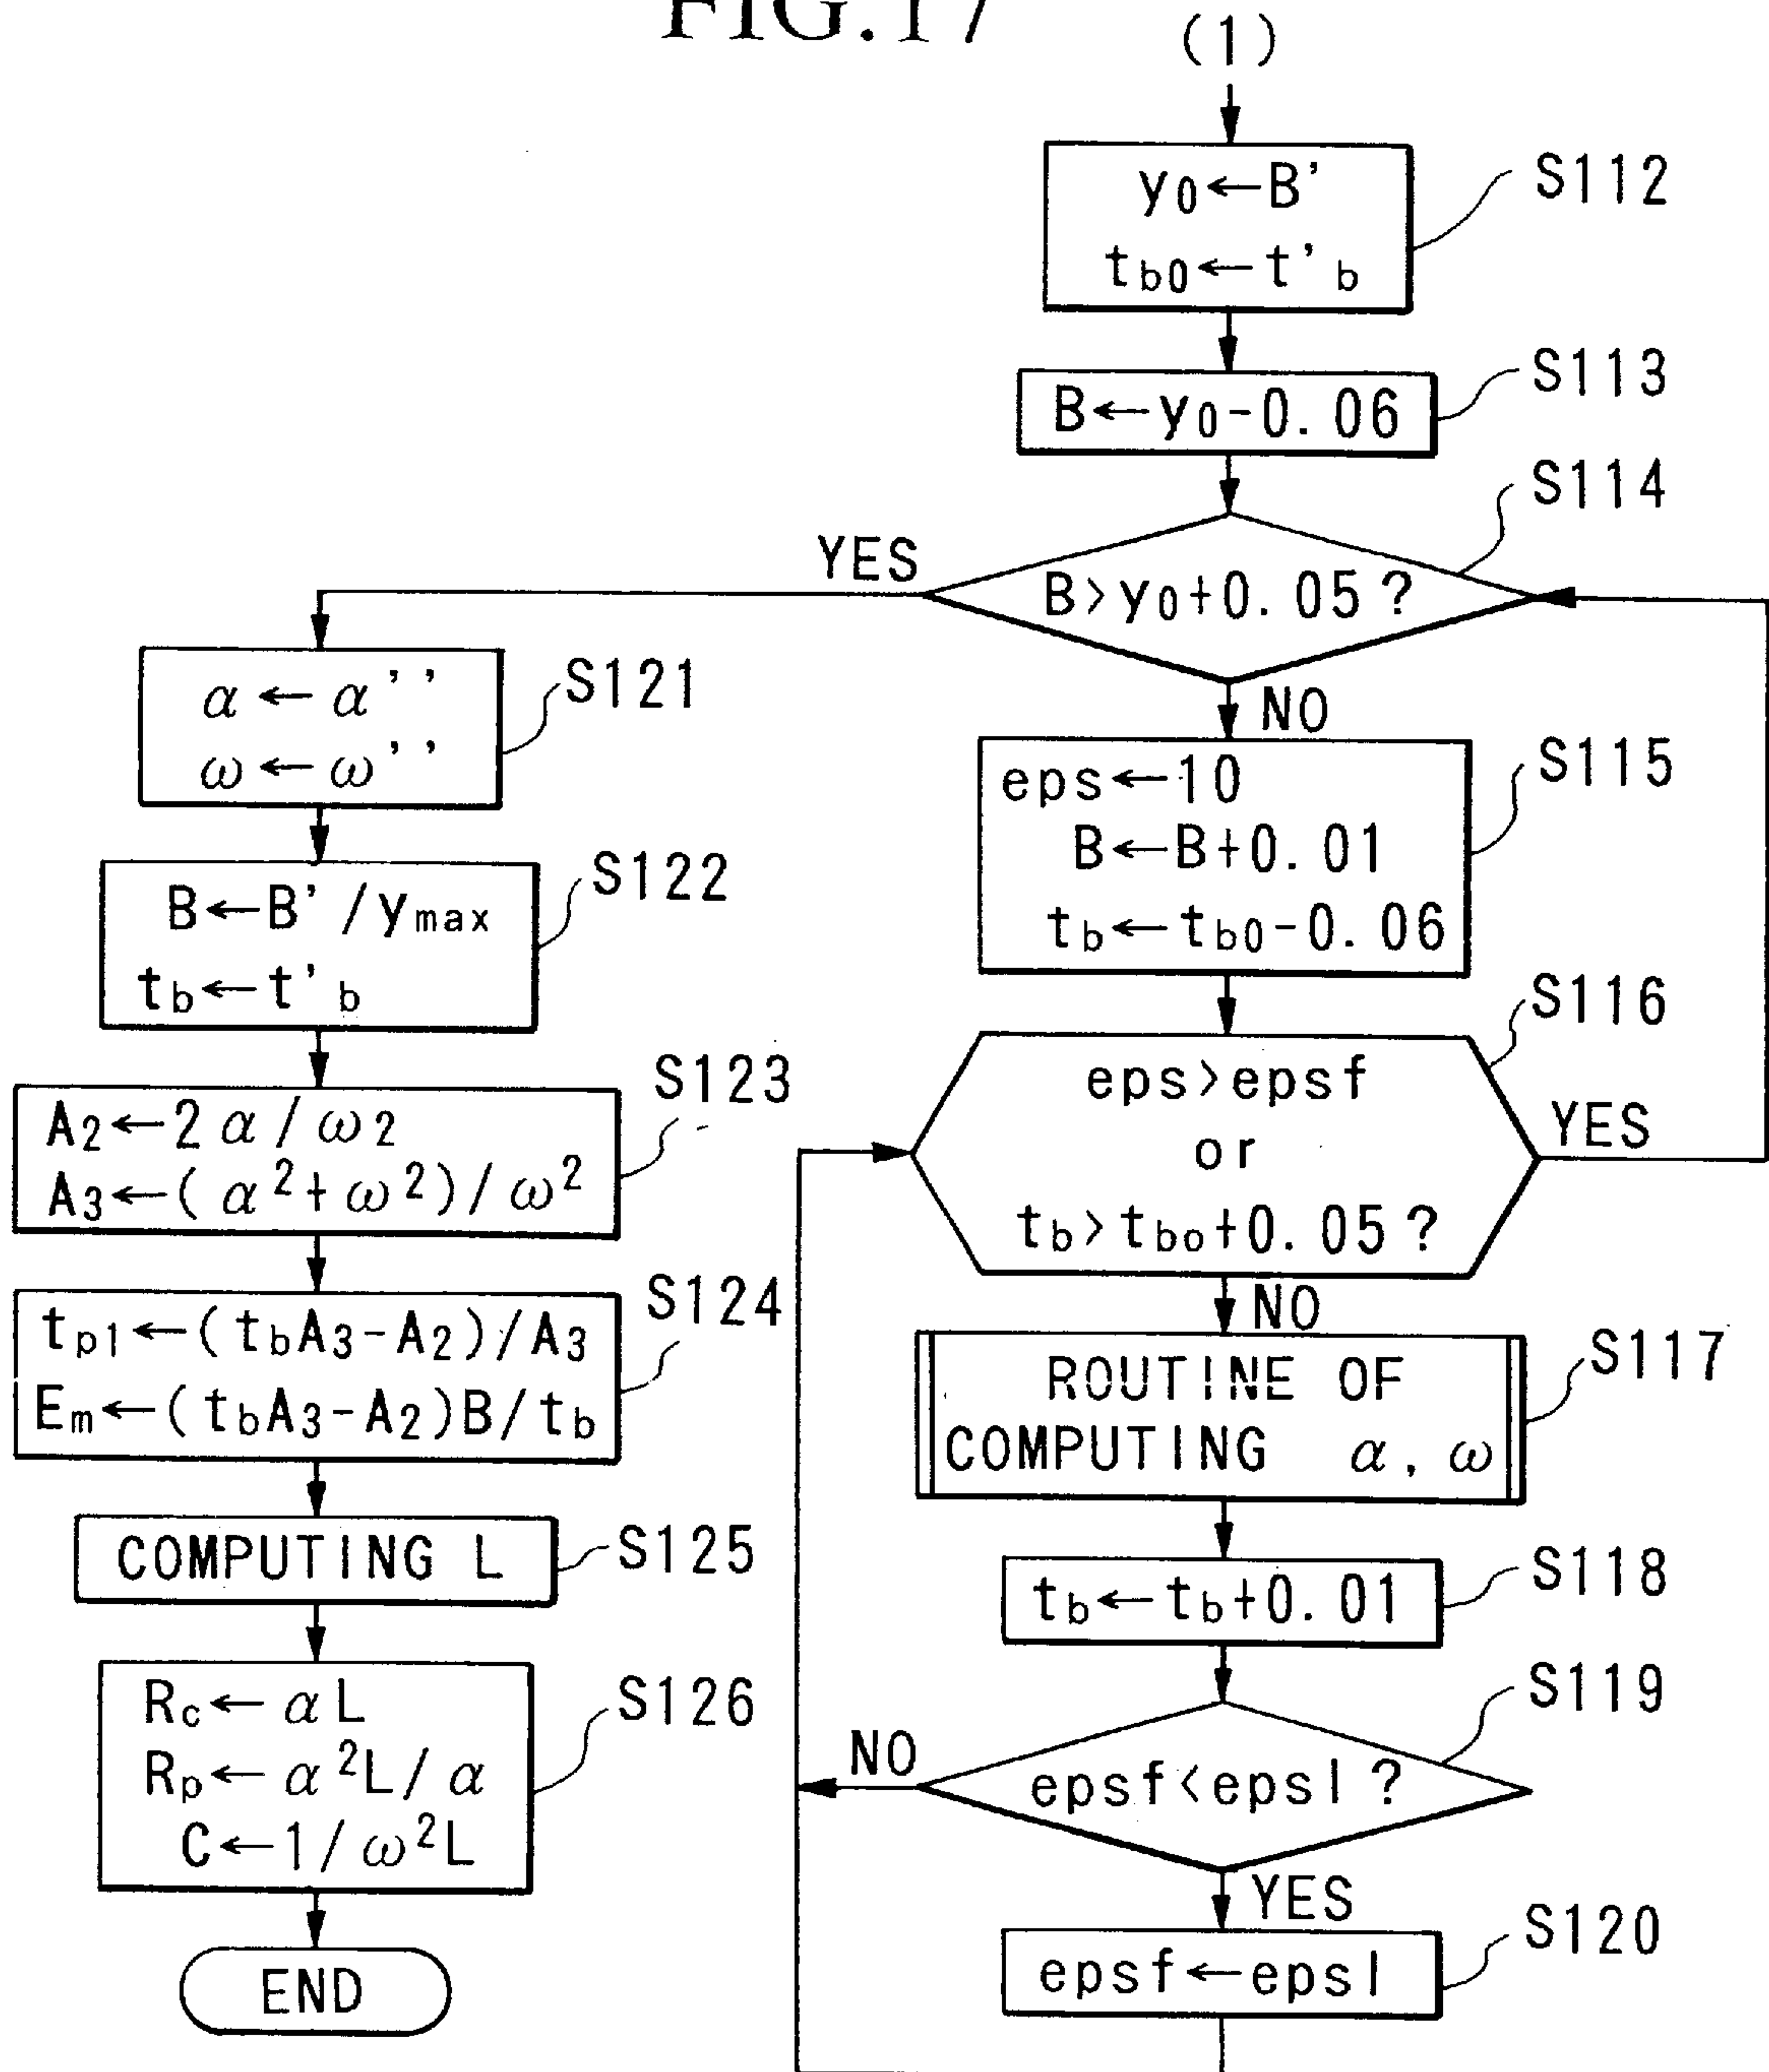 FIG.17
(1)
y0←B'
tb0←t'b
S112
B←y0-0.06
S113
B>y0+0.05?
S114
YES
NO
eps←10
B←B+0.01
tb←tb0-0.06
S115
eps>epsf
or
tb>tbo+0.05?
S116
YES
NO
ROUTINE OF
COMPUTING α, ω
S117
tb←tb+0.01
S118
epsf<epsl?
S119
NO
YES
epsf←epsl
S120
α←α''
ω←ω''
S121
B←B'/ymax
tb←t'b
S122
A2←2α/ω2
A3←(α²+ω²)/ω²
S123
tp1←(tbA3-A2)/A3
Em←(tbA3-A2)B/tb
S124
COMPUTING L
S125
Rc←αL
Rp←α²L/α
C←1/ω²L
S126
END